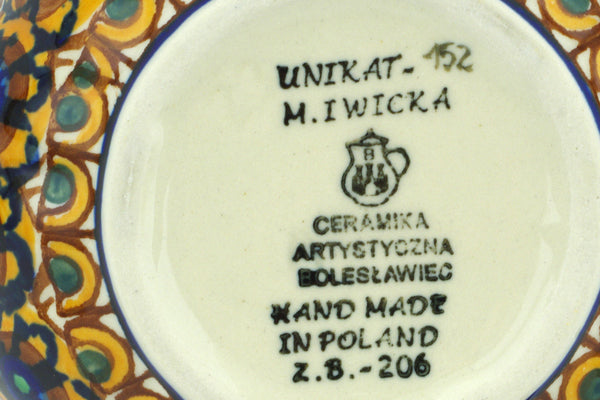 UNIKAT-152
M.IWICKA
B
CERAMIKA
ARTYSTYCZNA
BOLESŁAWIEC
HAND MADE
IN POLAND
Z.B.-206